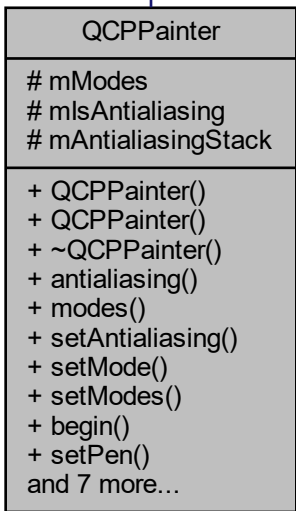 QCPPainter
# mModes
# mIsAntialiasing
# mAntialiasingStack
+ QCPPainter()
+ QCPPainter()
+ ~QCPPainter()
+ antialiasing()
+ modes()
+ setAntialiasing()
+ setMode()
+ setModes()
+ begin()
+ setPen()
and 7 more...